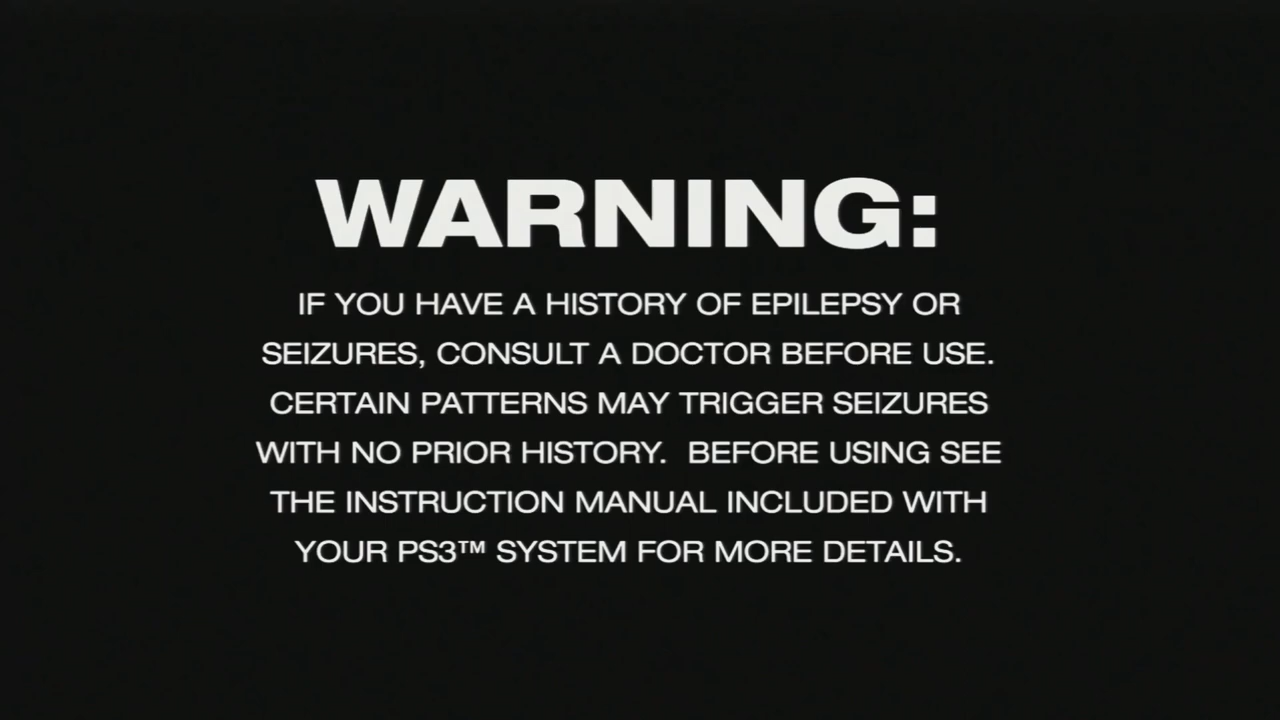 WARNING:
IF YOU HAVE A HISTORY OF EPILEPSY OR
SEIZURES, CONSULT A DOCTOR BEFORE USE.
CERTAIN PATTERNS MAY TRIGGER SEIZURES
WITH NO PRIOR HISTORY.  BEFORE USING SEE
THE INSTRUCTION MANUAL INCLUDED WITH
YOUR PS3™ SYSTEM FOR MORE DETAILS.